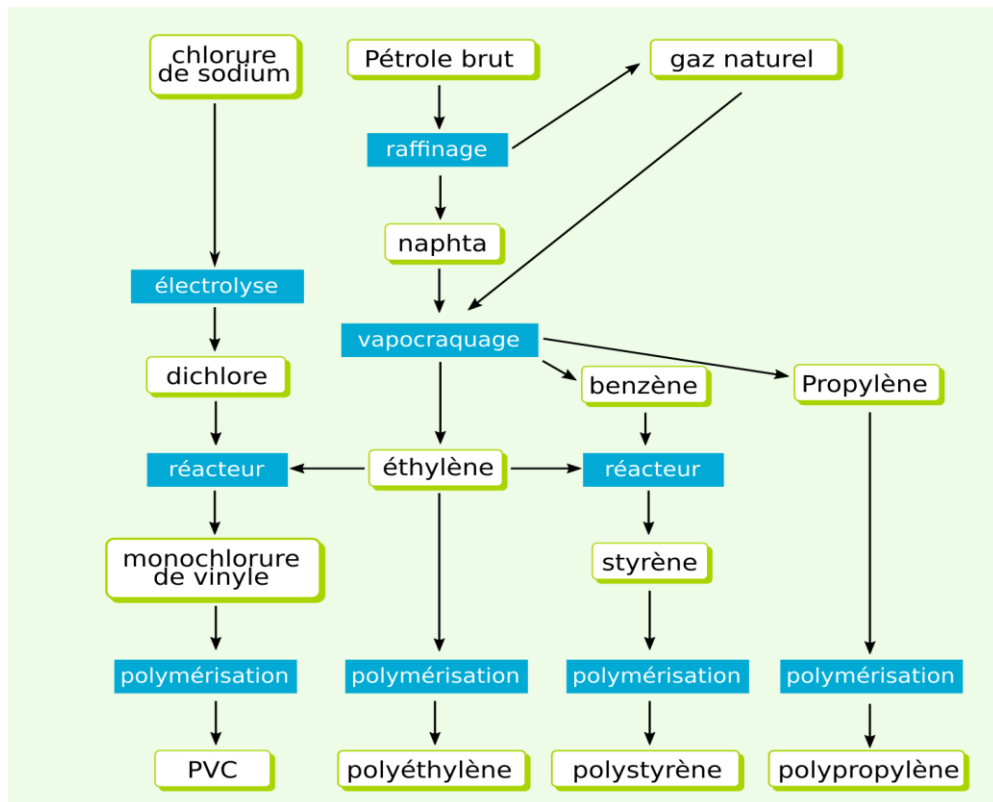 chlorure
de sodium
Pétrole brut
gaz naturel
raffinage
naphta
électrolyse
vapocraquage
dichlore
benzène
Propylène
réacteur
éthylène
réacteur
monochlorure
de vinyle
styrène
polymérisation
polymérisation
polymérisation
polymérisation
PVC
polyéthylène
polystyrène
polypropylène